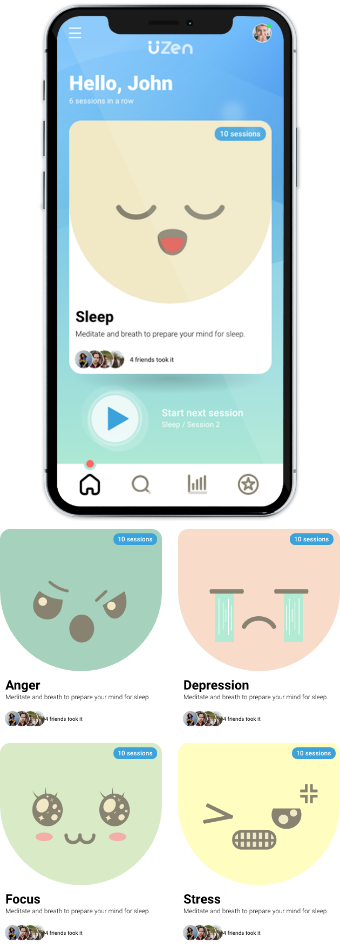 ÜZen
Hello, John
6 sessions in a row
10 sessions
Sleep
Meditate and breath to prepare your mind for sleep.
4 friends took it
Start next session
Sleep / Session 2
10 sessions
Anger
Meditate and breath to prepare your mind for sleep.
4 friends took it
10 sessions
Depression
Meditate and breath to prepare your mind for sleep
4 friends took it
10 sessions
Focus
Meditate and breath to prepare your mind for sleep.
4 friends took it
10 sessions
Stress
Meditate and breath to prepare your mind for sleep.
4 friends took it